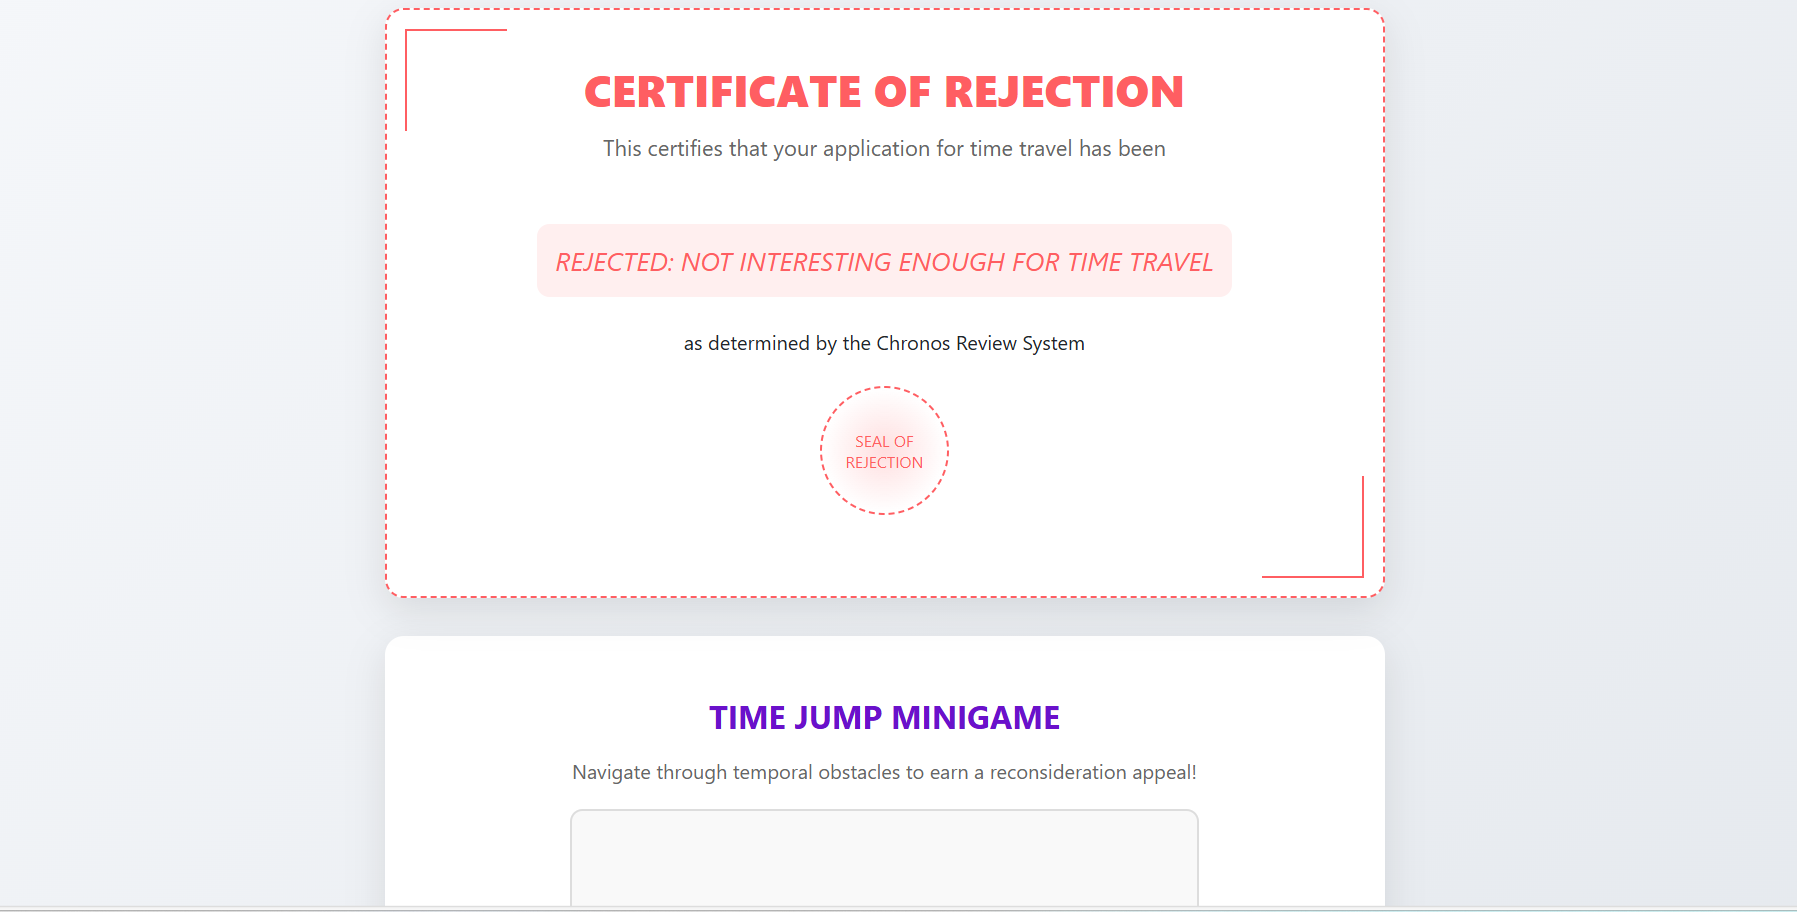 CERTIFICATE OF REJECTION
This certifies that your application for time travel has been
REJECTED: NOT INTERESTING ENOUGH FOR TIME TRAVEL
as determined by the Chronos Review System
SEAL OF
REJECTION
TIME JUMP MINIGAME
Navigate through temporal obstacles to earn a reconsideration appeal!